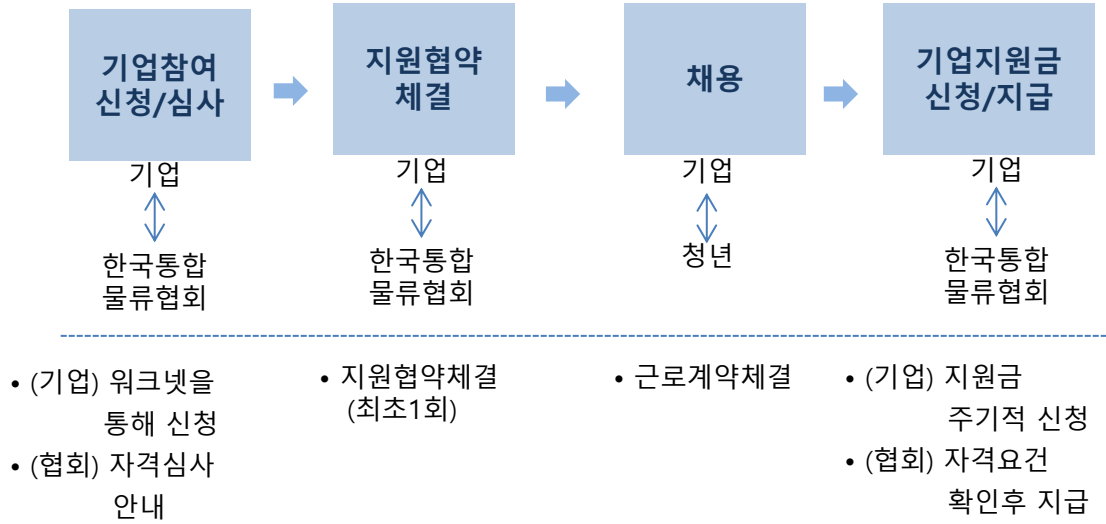 기업참여
신청/심사
지원협약
체결
채용
기업지원금
신청/지급
기업
한국통합
물류협회
기업
한국통합
물류협회
기업
청년
기업
한국통합
물류협회
• (기업) 워크넷을
통해 신청
• (협회) 자격심사
안내
• 지원협약체결
(최초1회)
• 근로계약체결
• (기업) 지원금
주기적 신청
• (협회) 자격요건
확인후 지급